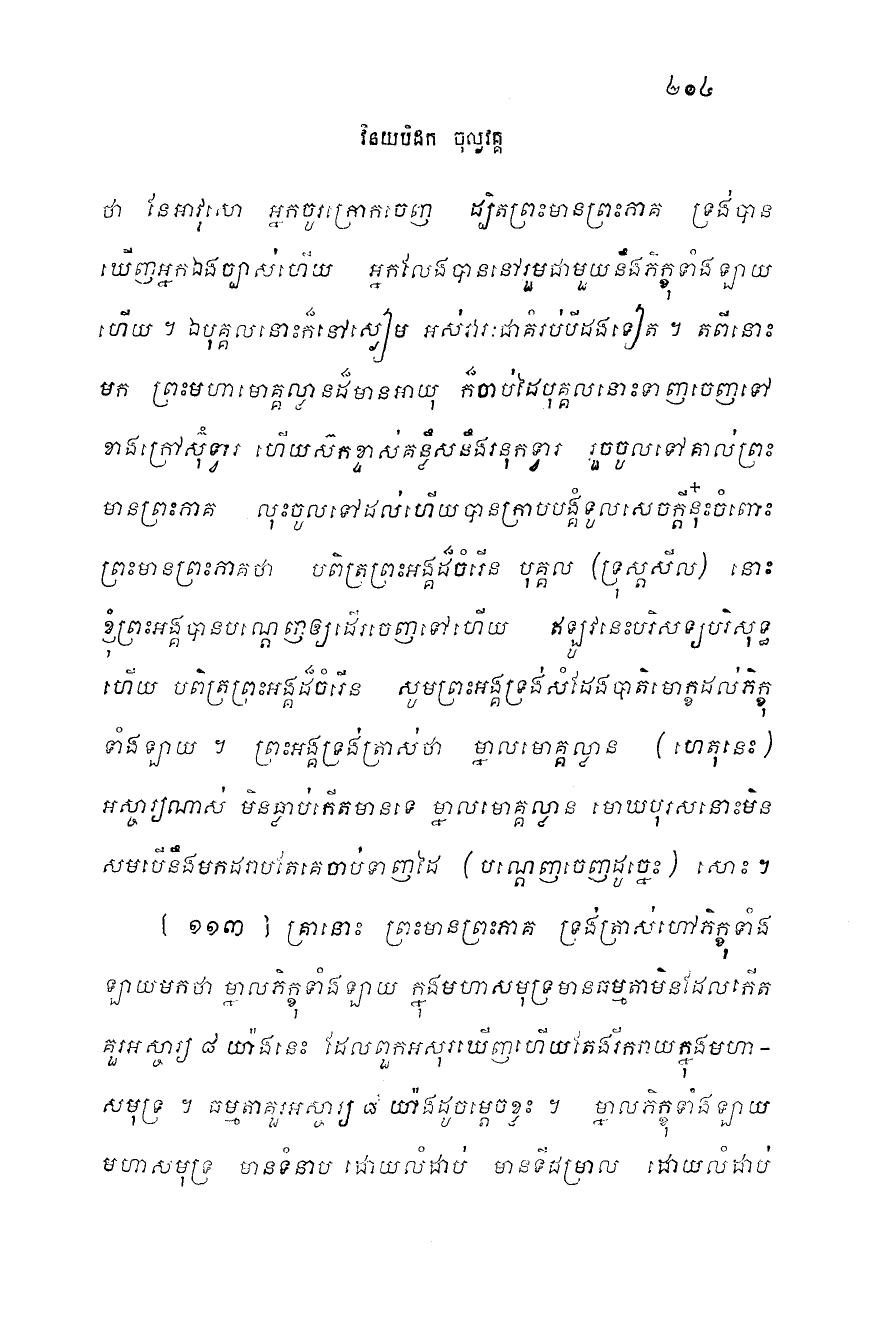 ២១៤
វិនយបិដក ចុល្លវគ្គ
ថា នែអាវុសោ អ្នកចូរក្រោកចេញ ដ្បិតព្រះមានព្រះភាគ ទ្រង់បាន
ឃើញអ្នកឯងច្បាស់ហើយ អ្នកលែងបាននៅរួមជាមួយនឹងភិក្ខុទាំងឡាយ
ហើយ ។ ឯបុគ្គលនោះក៏នៅស្ងៀម អស់វារៈជាគំរប់បីដងទៀត ។ តពីនោះ
មក ព្រះមហាមោគ្គល្លានដ៏មានអាយុ ក៏ចាប់ដៃបុគ្គលនោះទាញចេញទៅ
ខាងក្រៅស៊ុំទ្វារ ហើយស៊កខ្ទាស់គន្លឹសនឹងរនុកទ្វារ រួចចូលទៅគាល់ព្រះ
មានព្រះភាគ លុះចូលទៅដល់ហើយបានក្រាបបង្គំទូលសេចក្តីនុ៎ះចំពោះ
ព្រះមានព្រះភាគថា បពិត្រព្រះអង្គដ៏ចំរើន បុគ្គល (ទ្រុស្តសីល) នោះ
ខ្ញុំព្រះអង្គបានបណ្តេញឲ្យដើរចេញទៅហើយ ឥឡូវនេះបរិសទ្យបរិសុទ្ធ
ហើយ បពិត្រព្រះអង្គដ៏ចំរើន សូមព្រះអង្គទ្រង់សំដែងបាតិមោក្ខដល់ភិក្ខុ
ទាំងឡាយ ។ ព្រះអង្គទ្រង់ត្រាស់ថា ម្នាលមោគ្គល្លាន (ហេតុនេះ)
អស្ចារ្យណាស់ មិនធ្លាប់កើតមានទេ ម្នាលមោគ្គល្លាន មោឃបុរសនោះមិន
សមបើនឹងមកដរាបតែគេចាប់ទាញដៃ (បណ្តេញចេញដូច្នេះ) សោះ ។
[១១៣] គ្រានោះ ព្រះមានព្រះភាគ ទ្រង់ត្រាស់ហៅភិក្ខុទាំង
ឡាយមកថា ម្នាលភិក្ខុទាំងឡាយ ក្នុងមហាសមុទ្រមានធម្មតាមិនដែលកើត
គួរអស្ចារ្យ ៨ យ៉ាងនេះ ដែលពួកអសុរឃើញហើយតែងរីករាយក្នុងមហា-
សមុទ្រ ។ ធម្មតាគួរអស្ចារ្យ ៨ យ៉ាងដូចម្តេចខ្លះ ។ ម្នាលភិក្ខុទាំងឡាយ
មហាសមុទ្រ មានទំនាបដោយលំដាប់ មានទីជម្រាល ដោយលំដាប់